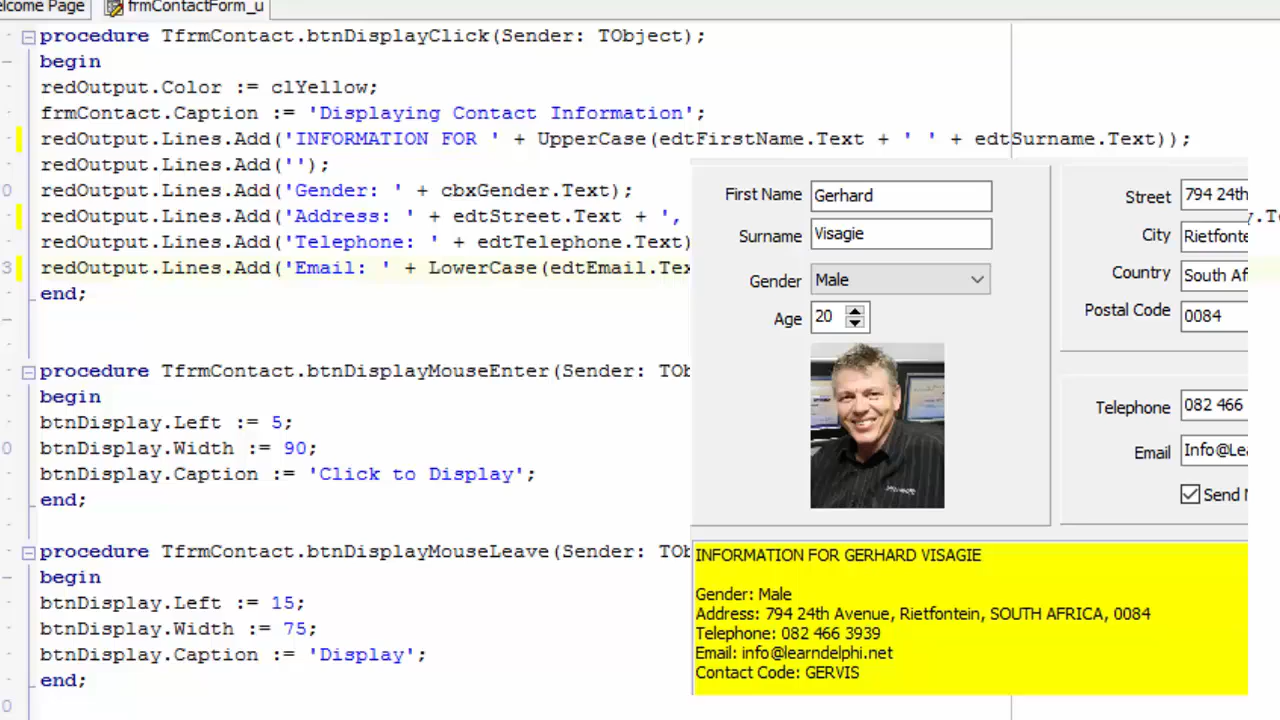 elcome Page
frmContactForm_u
procedure TfrmContact.btnDisplayClick(Sender: TObject);
begin
redOutput.Color := clYellow;
frmContact.Caption := 'Displaying Contact Information';
redOutput.Lines.Add('INFORMATION FOR ' + UpperCase(edtFirstName.Text + ' ' + edtSurname.Text));
redOutput.Lines.Add('');
redOutput.Lines.Add('Gender: ' + cbxGender.Text);
redOutput.Lines.Add('Address: ' + edtStreet.Text + ',
redOutput.Lines.Add('Telephone: ' + edtTelephone.Text)
redOutput.Lines.Add('Email: ' + LowerCase(edtEmail.Tex
end;
procedure TfrmContact.btnDisplayMouseEnter(Sender: TOb
begin
btnDisplay.Left := 5;
btnDisplay.Width := 90;
btnDisplay.Caption := 'Click to Display';
end;
procedure TfrmContact.btnDisplayMouseLeave(Sender: TOb
begin
btnDisplay.Left := 15;
btnDisplay.Width := 75;
btnDisplay.Caption := 'Display';
end;
First Name Gerhard
Surname Visagie
Gender Male
Age 20
Street 794 24th
City Rietfonte
Country South Af
Postal Code 0084
Telephone 082 466
Email Info@Lea
Send
INFORMATION FOR GERHARD VISAGIE
Gender: Male
Address: 794 24th Avenue, Rietfontein, SOUTH AFRICA, 0084
Telephone: 082 466 3939
Email: info@learndelphi.net
Contact Code: GERVIS